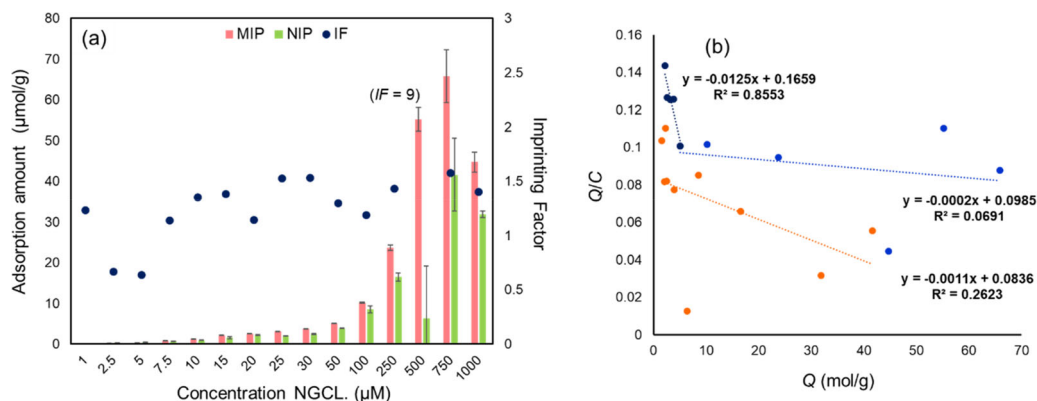 (a)
MIP NIP IF
(IF = 9)
Adsorption amount (μmol/g)
80
70
60
50
40
30
20
10
0
3
2.5
2
1.5
1
0.5
0
Imprinting Factor
1 2.5 5 7.5 10 15 20 25 30 50 100 250 500 750 1000
Concentration NGCL. (μM)
(b)
Q/C
0.16
0.14
0.12
0.1
0.08
0.06
0.04
0.02
0
y = -0.0125x + 0.1659
R² = 0.8553
y = -0.0002x + 0.0985
R² = 0.0691
y = -0.0011x + 0.0836
R² = 0.2623
0 10 20 30 40 50 60 70
Q (mol/g)